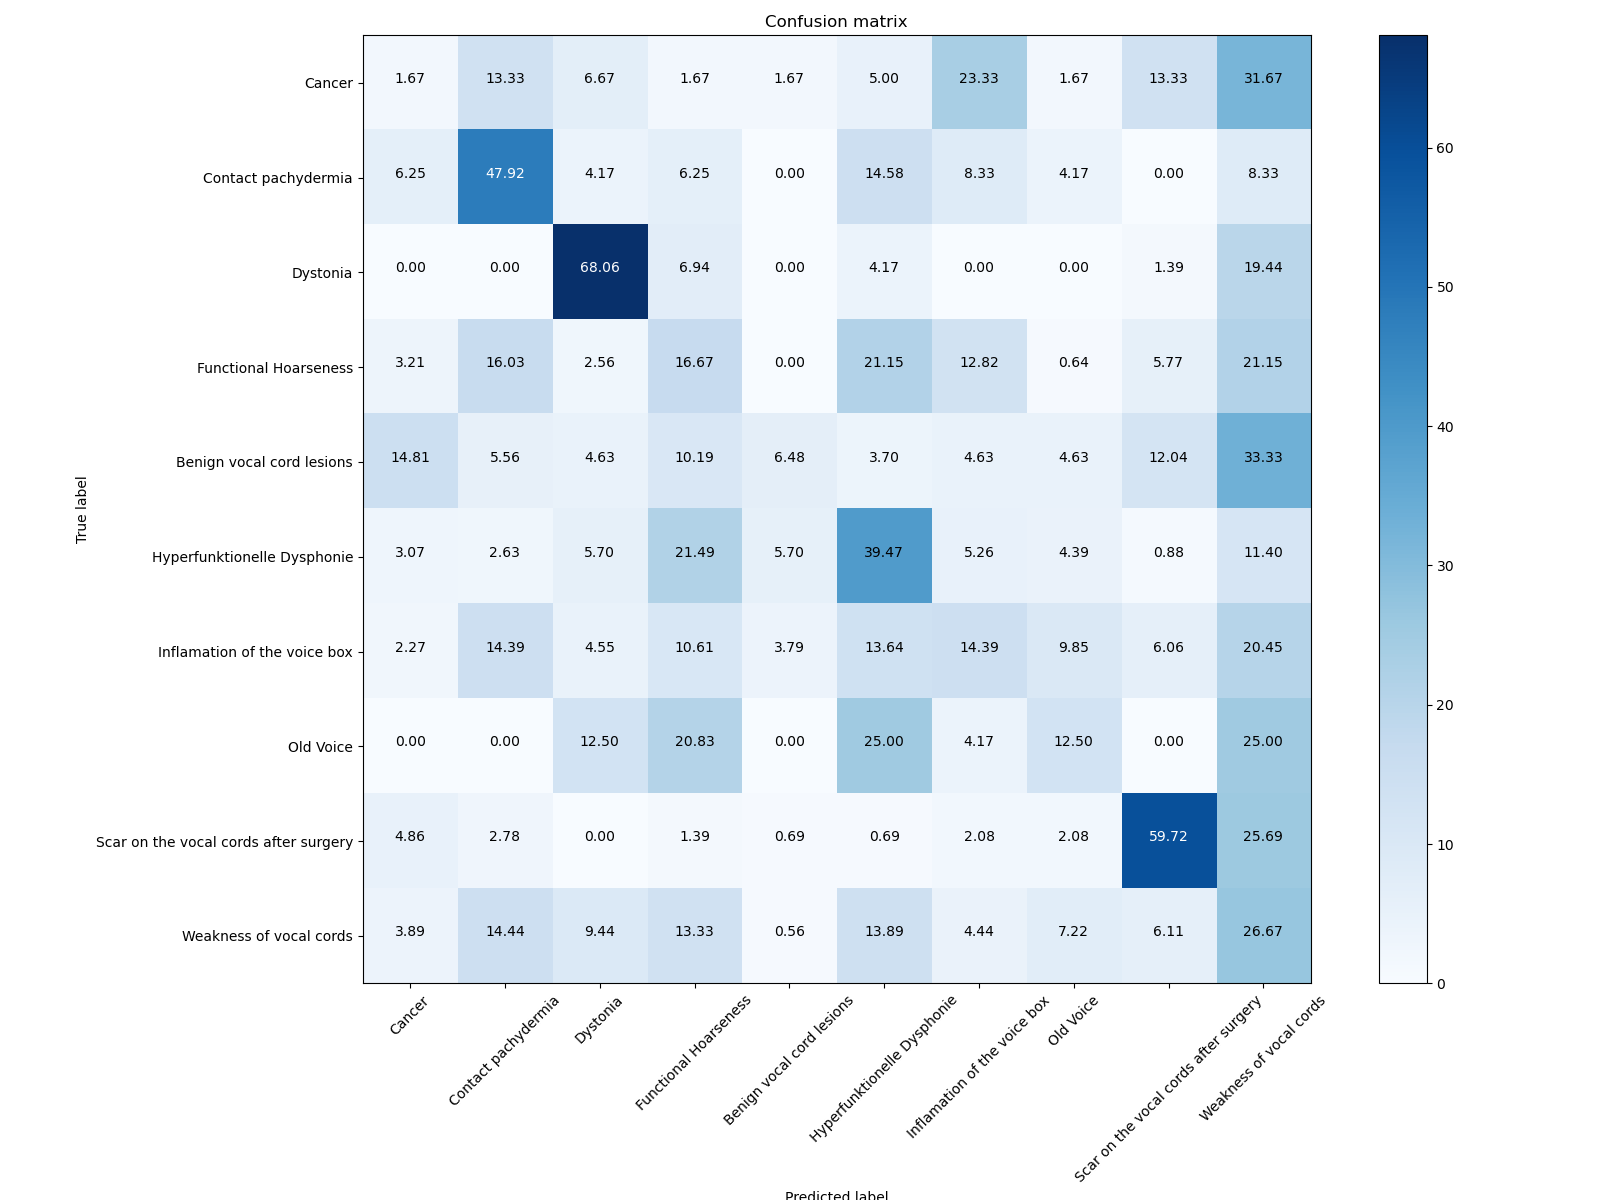 Confusion matrix
Cancer 1.67 13.33 6.67 1.67 1.67 5.00 23.33 1.67 13.33 31.67
Contact pachydermia 6.25 47.92 4.17 6.25 0.00 14.58 8.33 4.17 0.00 8.33
Dystonia 0.00 0.00 68.06 6.94 0.00 4.17 0.00 0.00 1.39 19.44
Functional Hoarseness 3.21 16.03 2.56 16.67 0.00 21.15 12.82 0.64 5.77 21.15
Benign vocal cord lesions 14.81 5.56 4.63 10.19 6.48 3.70 4.63 4.63 12.04 33.33
Hyperfunktionelle Dysphonie 3.07 2.63 5.70 21.49 5.70 39.47 5.26 4.39 0.88 11.40
Inflamation of the voice box 2.27 14.39 4.55 10.61 3.79 13.64 14.39 9.85 6.06 20.45
Old Voice 0.00 0.00 12.50 20.83 0.00 25.00 4.17 12.50 0.00 25.00
Scar on the vocal cords after surgery 4.86 2.78 0.00 1.39 0.69 0.69 2.08 2.08 59.72 25.69
Weakness of vocal cords 3.89 14.44 9.44 13.33 0.56 13.89 4.44 7.22 6.11 26.67
True label
Cancer
Contact pachydermia
Dystonia
Functional Hoarseness
Benign vocal cord lesions
Hyperfunktionelle Dysphonie
Inflamation of the voice box
Old Voice
Scar on the vocal cords after surgery
Weakness of vocal cords
Predicted label
60
50
40
30
20
10
0